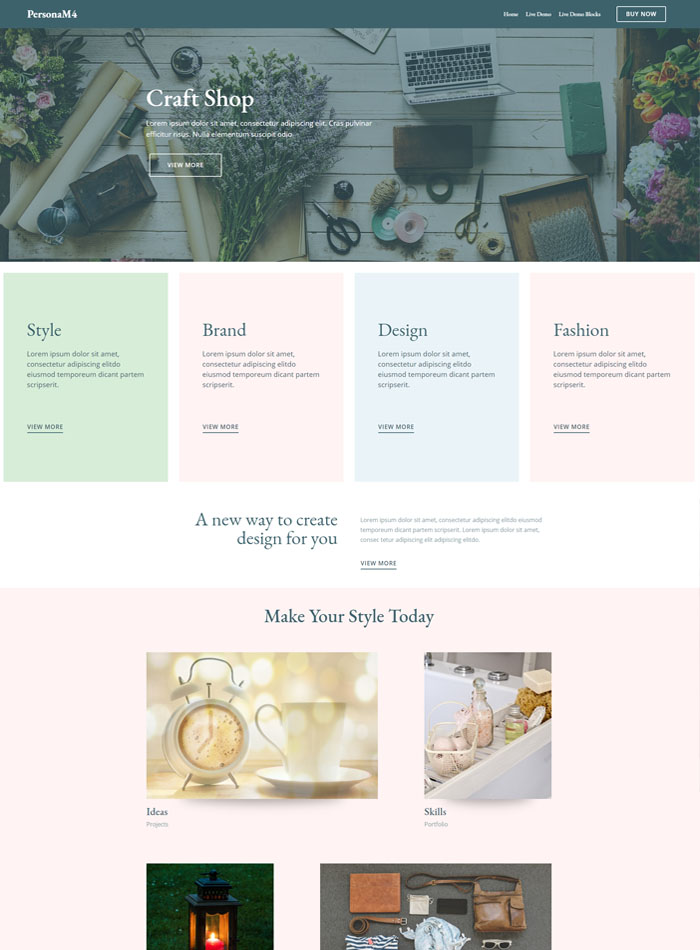 PersonaM4
Home Live Demo Live Demo Blocks BUY NOW
Craft Shop
Lorem ipsum dolor sit amet, consectetur adipiscing elit. Cras pulvinar
efficitur risus. Nulla elementum suscipit odio.
VIEW MORE
Style
Lorem ipsum dolor sit amet,
consectetur adipiscing elitdo
eiusmod temporeum dicant partem
scripserit.
VIEW MORE
Brand
Lorem ipsum dolor sit amet,
consectetur adipiscing elitdo
eiusmod temporeum dicant partem
scripserit.
VIEW MORE
Design
Lorem ipsum dolor sit amet,
consectetur adipiscing elitdo
eiusmod temporeum dicant partem
scripserit.
VIEW MORE
Fashion
Lorem ipsum dolor sit amet,
consectetur adipiscing elitdo
eiusmod temporeum dicant partem
scripserit.
VIEW MORE
A new way to create
design for you
Lorem ipsum dolor sit amet, consectetur adipiscing elitdo eiusmod
temporeum dicant partem scripserit. Lorem ipsum dolor sit amet,
consec tetur adipiscing elit adipiscing elitdo.
VIEW MORE
Make Your Style Today
Ideas
Projects
Skills
Portfolio